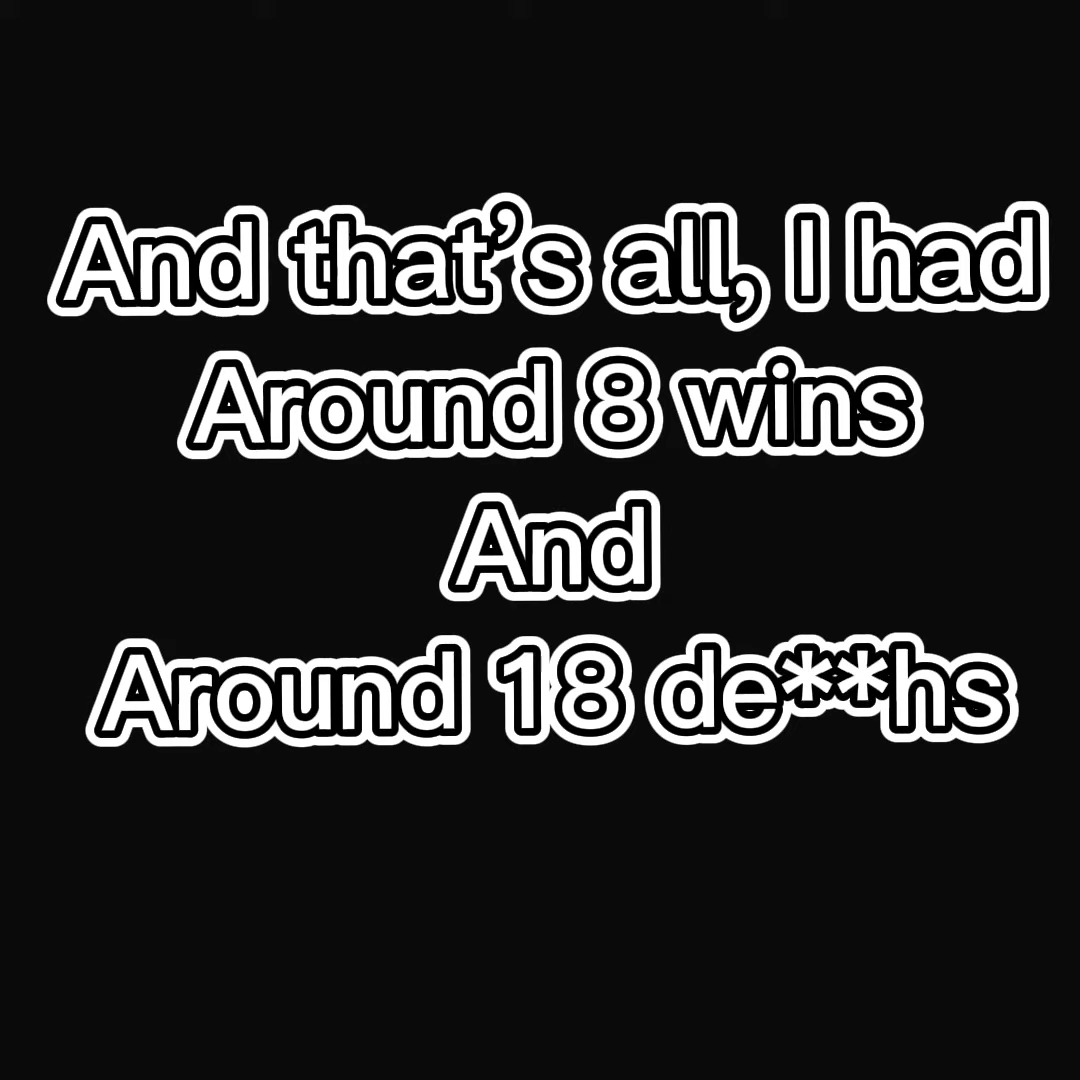 And that’s all, I had
Around 8 wins
And
Around 18 de**hs